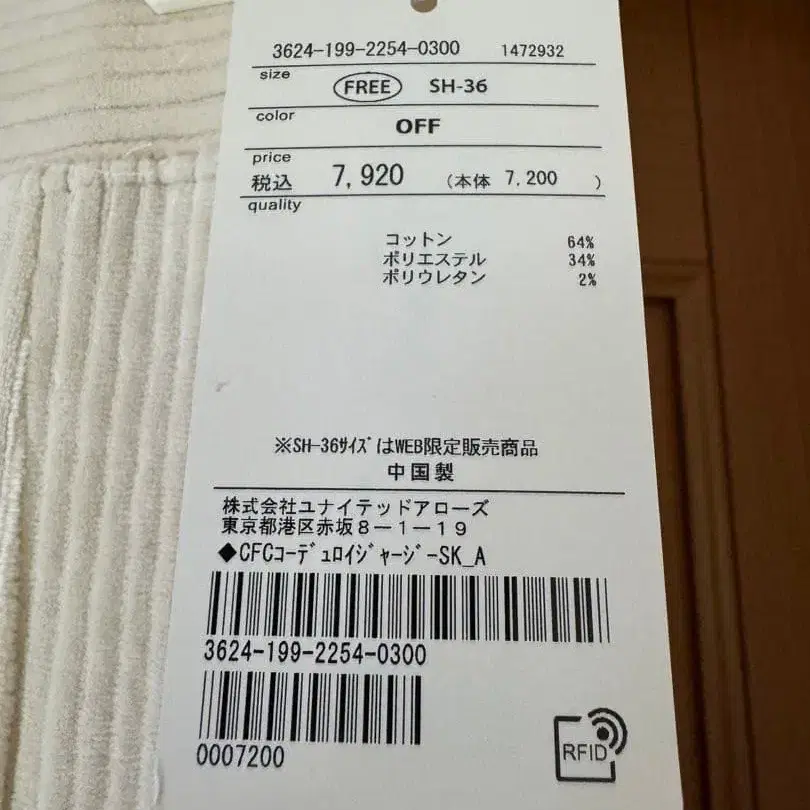 3624-199-2254-0300 1472932
size FREE SH-36
color OFF
price
税込 7,920 (本体 7,200 )
quality
コットン 64%
ポリエステル 34%
ポリウレタン 2%
※SH-36ｻｲｽﾞはWEB限定販売商品
中国製
株式会社ユナイテッドアローズ
東京都港区赤坂８－１－１９
◆CFCｺｰﾃﾞｭﾛｲｼﾞｬｰｼﾞｰSK_A
3624-199-2254-0300
0007200
RFID